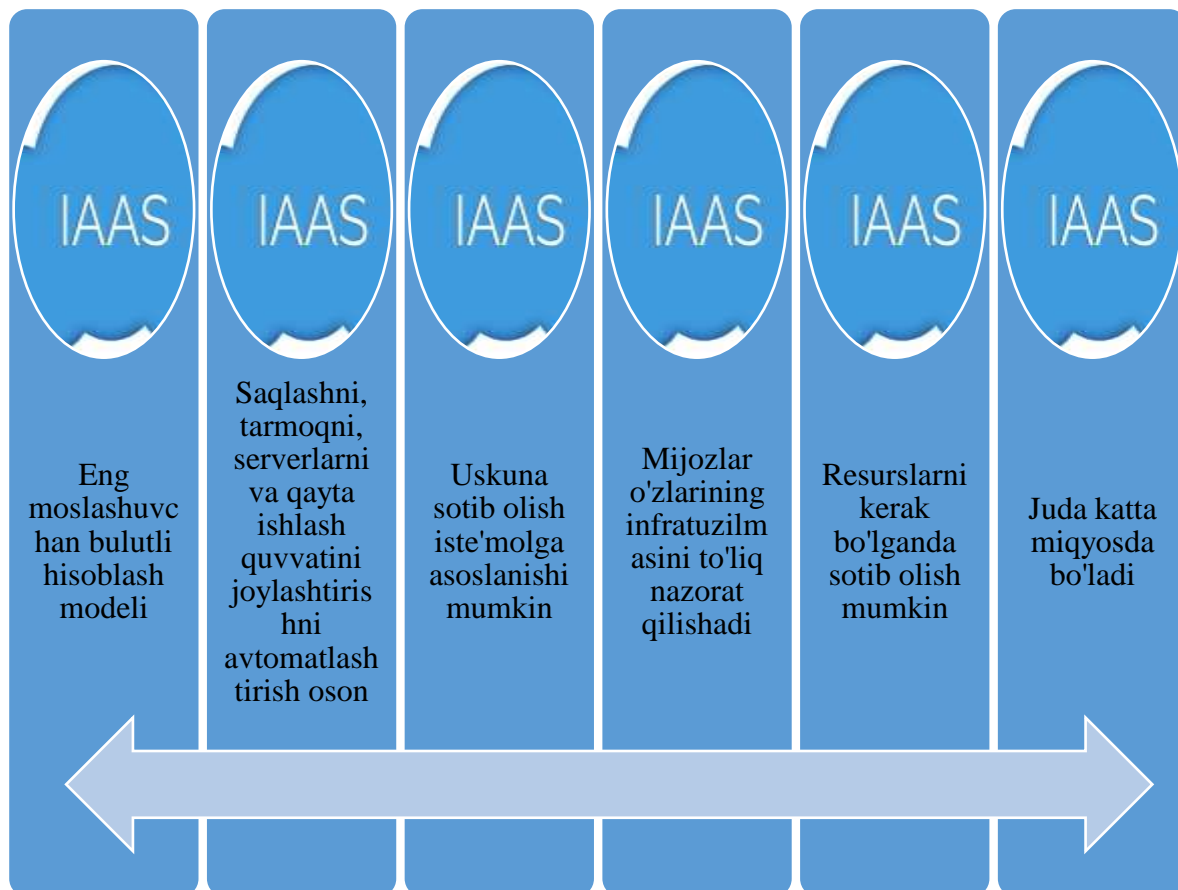 IAAS
IAAS
IAAS
IAAS
IAAS
IAAS
Eng
moslashuvc
han bulutli
hisoblash
modeli
Saqlashni,
tarmoqni,
serverlarni
va qayta
ishlash
quvvatini
joylashtiris
hni
avtomatlash
tirish oson
Uskuna
sotib olish
iste'molga
asoslanishi
mumkin
Mijozlar
o'zlarining
infratuzilm
asini to'liq
nazorat
qilishadi
Resurslarni
kerak
bo'lganda
sotib olish
mumkin
Juda katta
miqyosda
bo'ladi